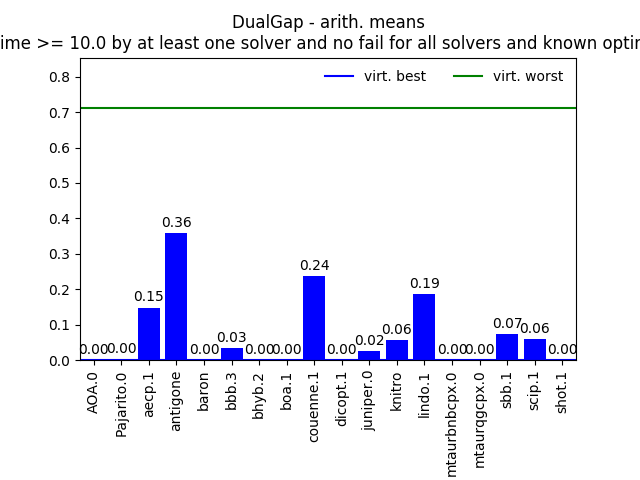 DualGap - arith. means
ime >= 10.0 by at least one solver and no fail for all solvers and known optir
virt. best
virt. worst
0.8
0.7
0.6
0.5
0.4
0.3
0.2
0.1
0.0
0.00
0.00
0.15
0.36
0.00
0.03
0.00
0.00
0.24
0.00
0.02
0.06
0.19
0.00
0.00
0.07
0.06
0.00
AOA.0
Pajarito.0
aecp.1
antigone
baron
bbb.3
bhyb.2
boa.1
couenne.1
dicopt.1
juniper.0
knitro
lindo.1
mtaurbnbcpx.0
mtaurqgcpx.0
sbb.1
scip.1
shot.1